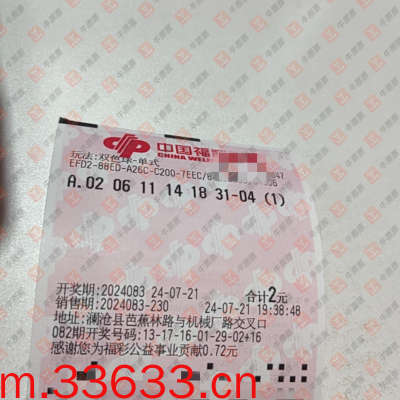 中国福
CHINA WEL
玩法:双色球-单式
EFD2-88ED-A26C-C200-7EEC/8
A.02 06 11 14 18 31-04 (1)
开奖期:2024083 24-07-21 合计2元
销售期:2024083-230 24-07-21 19:38:48
地址:澜沧县芭蕉林路与机械厂路交叉口
082期开奖号码:13-17-16-01-29-02+16
感谢您为福彩公益事业贡献0.72元
m.33633.cn